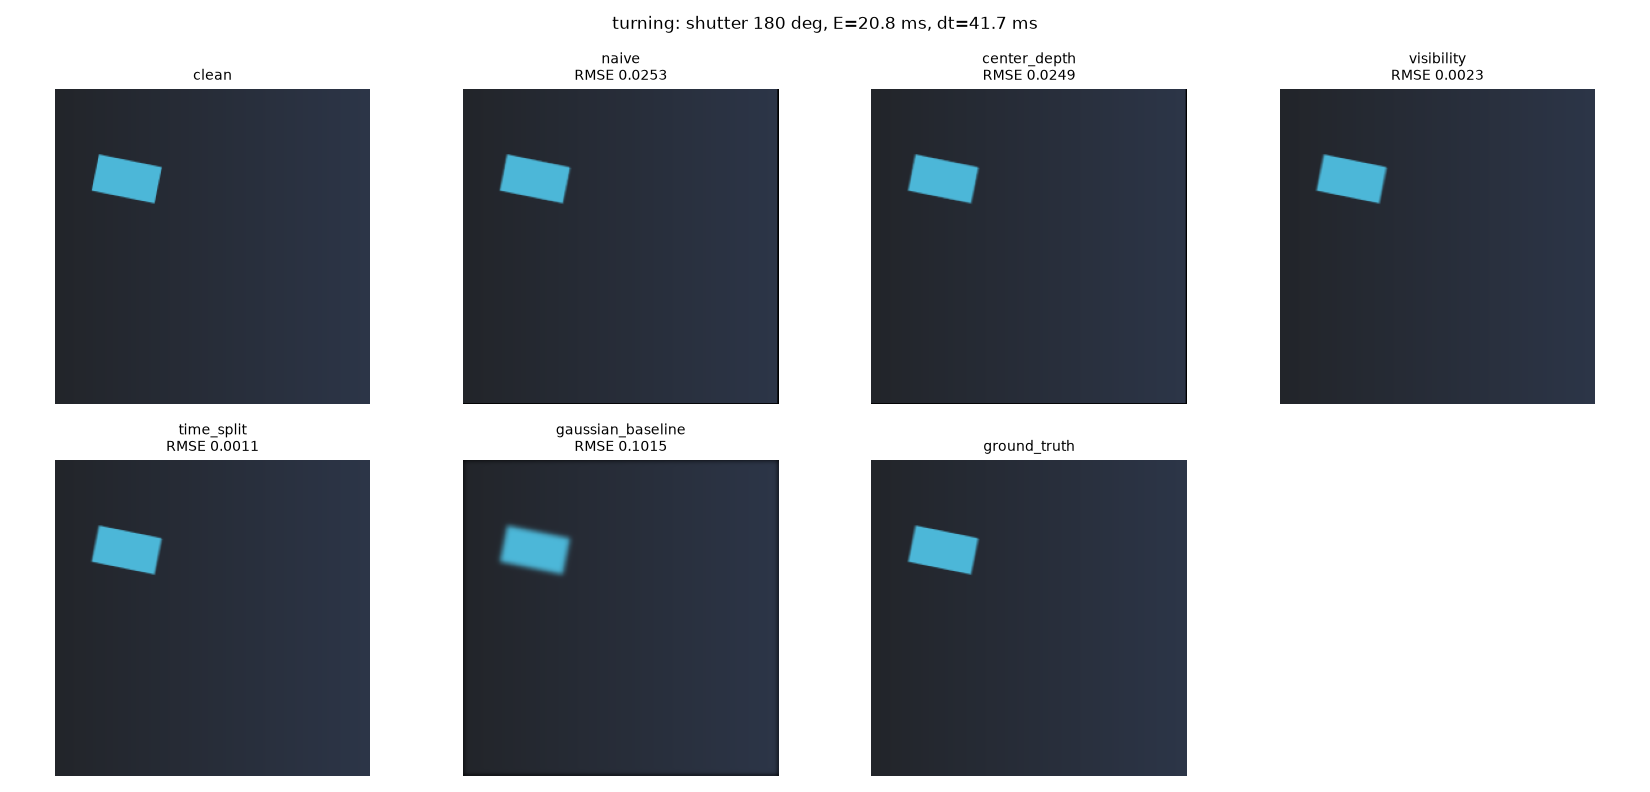 turning: shutter 180 deg, E=20.8 ms, dt=41.7 ms
clean
naive
RMSE 0.0253
center_depth
RMSE 0.0249
visibility
RMSE 0.0023
time_split
RMSE 0.0011
gaussian_baseline
RMSE 0.1015
ground_truth